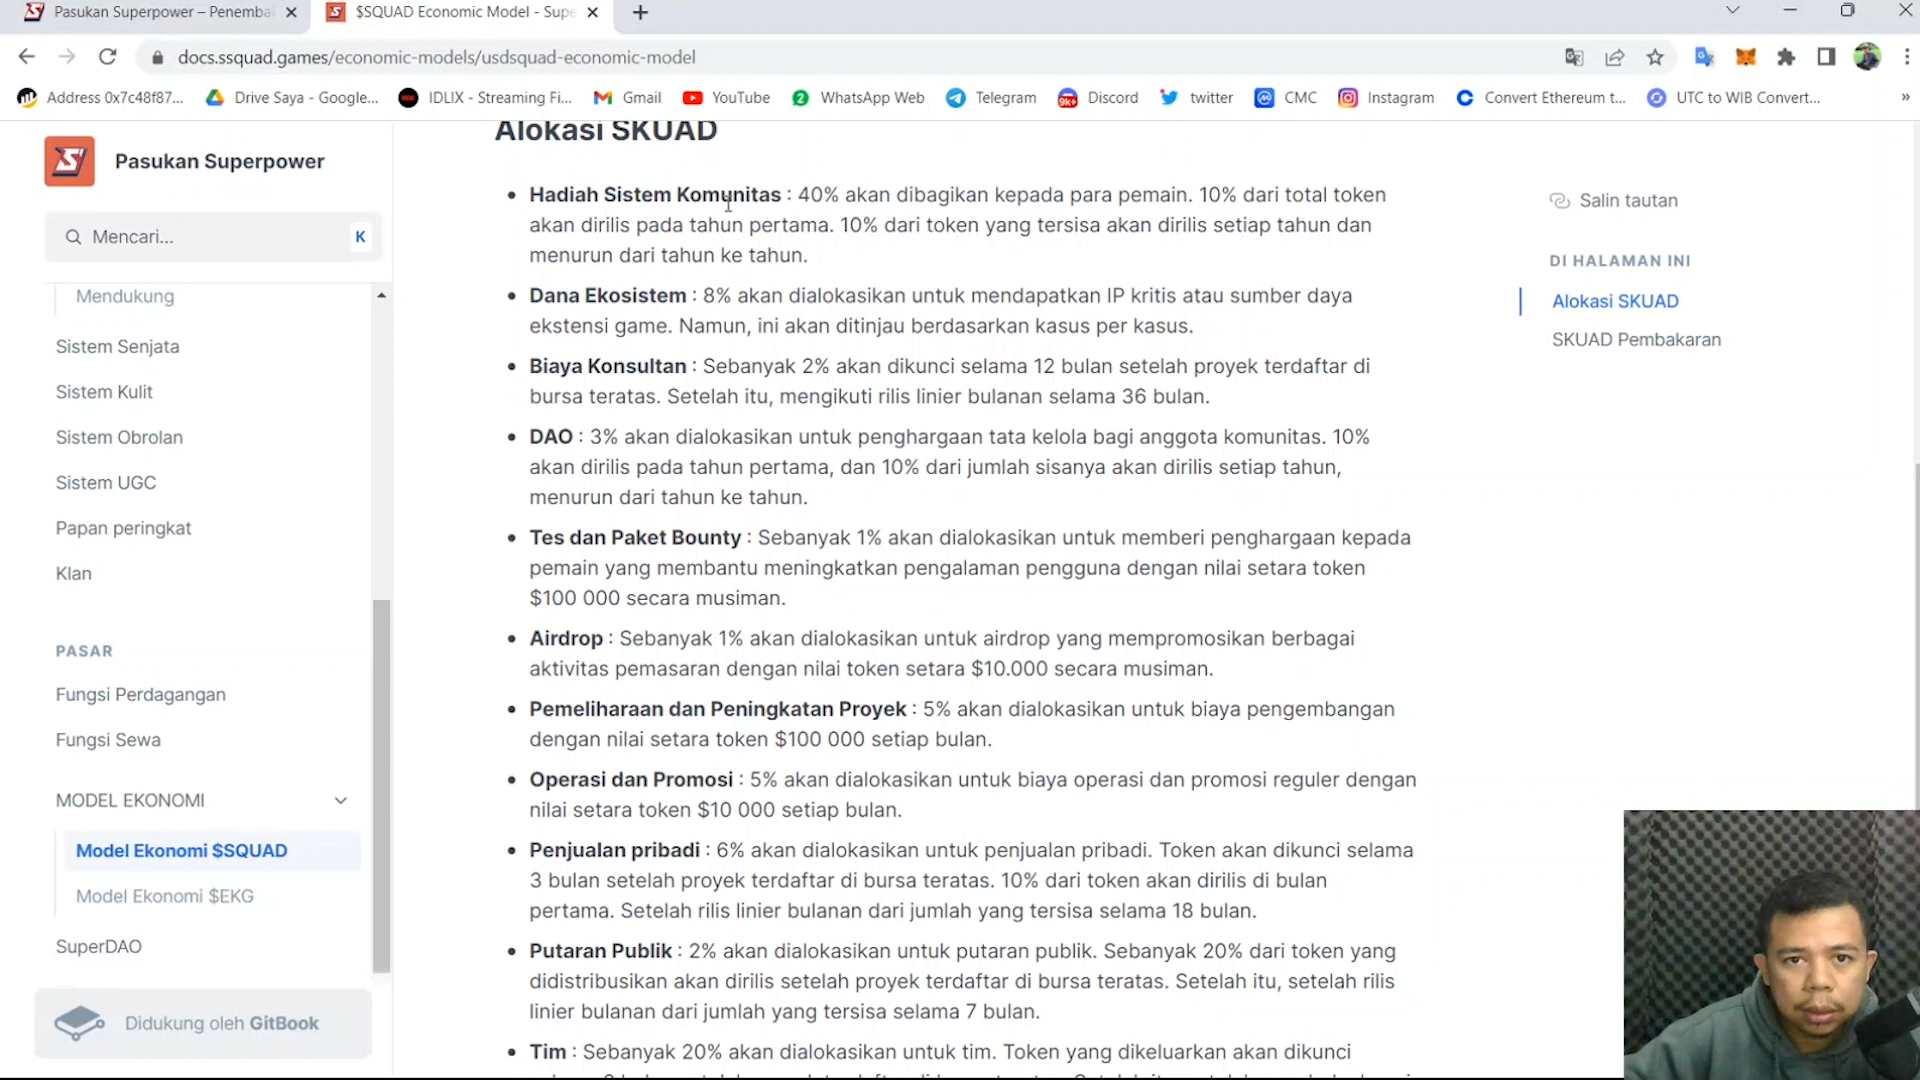 Pasukan Superpower – Penemba
$SQUAD Economic Model - Supe
docs.ssquad.games/economic-models/usdsquad-economic-model
Address 0x7c48f87...
Drive Saya - Google...
IDLIX - Streaming Fi...
Gmail
YouTube
WhatsApp Web
Telegram
9k+
Discord
twitter
CMC
Instagram
Convert Ethereum t...
UTC to WIB Convert...
»
Pasukan Superpower
Mencari...
K
Mendukung
Sistem Senjata
Sistem Kulit
Sistem Obrolan
Sistem UGC
Papan peringkat
Klan
PASAR
Fungsi Perdagangan
Fungsi Sewa
MODEL EKONOMI
Model Ekonomi $SQUAD
Model Ekonomi $EKG
SuperDAO
Didukung oleh GitBook
Alokasi SKUAD
• Hadiah Sistem Komunitas : 40% akan dibagikan kepada para pemain. 10% dari total token
akan dirilis pada tahun pertama. 10% dari token yang tersisa akan dirilis setiap tahun dan
menurun dari tahun ke tahun.
• Dana Ekosistem : 8% akan dialokasikan untuk mendapatkan IP kritis atau sumber daya
ekstensi game. Namun, ini akan ditinjau berdasarkan kasus per kasus.
• Biaya Konsultan : Sebanyak 2% akan dikunci selama 12 bulan setelah proyek terdaftar di
bursa teratas. Setelah itu, mengikuti rilis linier bulanan selama 36 bulan.
• DAO : 3% akan dialokasikan untuk penghargaan tata kelola bagi anggota komunitas. 10%
akan dirilis pada tahun pertama, dan 10% dari jumlah sisanya akan dirilis setiap tahun,
menurun dari tahun ke tahun.
• Tes dan Paket Bounty : Sebanyak 1% akan dialokasikan untuk memberi penghargaan kepada
pemain yang membantu meningkatkan pengalaman pengguna dengan nilai setara token
$100 000 secara musiman.
• Airdrop : Sebanyak 1% akan dialokasikan untuk airdrop yang mempromosikan berbagai
aktivitas pemasaran dengan nilai token setara $10.000 secara musiman.
• Pemeliharaan dan Peningkatan Proyek : 5% akan dialokasikan untuk biaya pengembangan
dengan nilai setara token $100 000 setiap bulan.
• Operasi dan Promosi : 5% akan dialokasikan untuk biaya operasi dan promosi reguler dengan
nilai setara token $10 000 setiap bulan.
• Penjualan pribadi : 6% akan dialokasikan untuk penjualan pribadi. Token akan dikunci selama
3 bulan setelah proyek terdaftar di bursa teratas. 10% dari token akan dirilis di bulan
pertama. Setelah rilis linier bulanan dari jumlah yang tersisa selama 18 bulan.
• Putaran Publik : 2% akan dialokasikan untuk putaran publik. Sebanyak 20% dari token yang
didistribusikan akan dirilis setelah proyek terdaftar di bursa teratas. Setelah itu, setelah rilis
linier bulanan dari jumlah yang tersisa selama 7 bulan.
• Tim : Sebanyak 20% akan dialokasikan untuk tim. Token yang dikeluarkan akan dikunci
Salin tautan
DI HALAMAN INI
Alokasi SKUAD
SKUAD Pembakaran